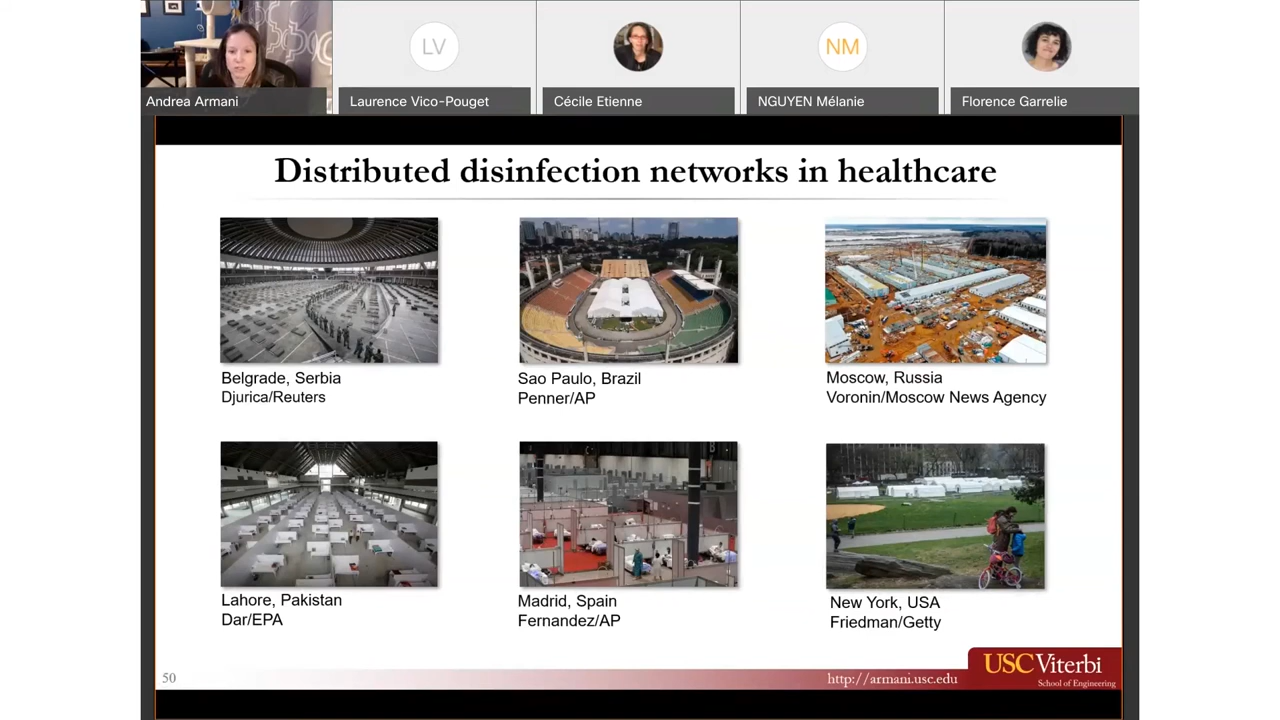 Andrea Armani
LV
Laurence Vico-Pouget
Cécile Etienne
NM
NGUYEN Mélanie
Florence Garrelie
Distributed disinfection networks in healthcare
Belgrade, Serbia
Djurica/Reuters
Sao Paulo, Brazil
Penner/AP
Moscow, Russia
Voronin/Moscow News Agency
Lahore, Pakistan
Dar/EPA
Madrid, Spain
Fernandez/AP
New York, USA
Friedman/Getty
50
http://armani.usc.edu
USC Viterbi
School of Engineering